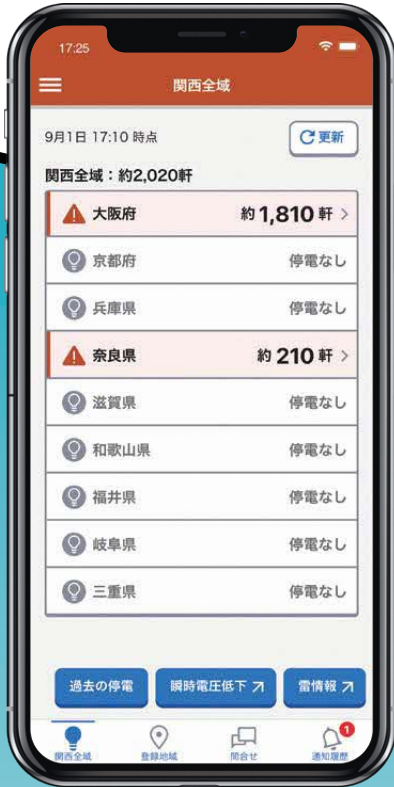 17:25
関西全域
9月1日 17:10 時点
更新
関西全域：約2,020軒
大阪府 約1,810軒
京都府 停電なし
兵庫県 停電なし
奈良県 約210軒
滋賀県 停電なし
和歌山県 停電なし
福井県 停電なし
岐阜県 停電なし
三重県 停電なし
過去の停電 瞬時電圧低下 雷情報
1
関西全域 登録地域 問合せ 通知履歴